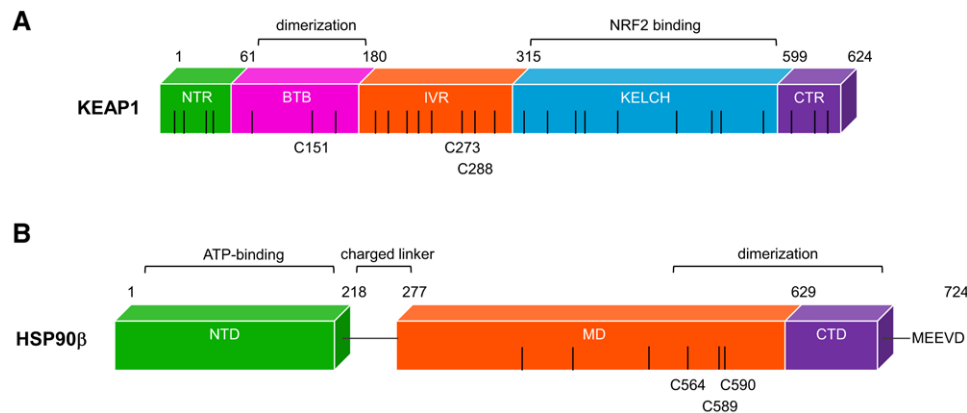 A
dimerization
NRF2 binding
1 61 180 315 599 624
KEAP1 NTR BTB IVR KELCH CTR
C151 C273
C288
B
ATP-binding charged linker dimerization
1 218 277 629 724
HSP90β NTD MD CTD MEEVD
C564 C590
C589